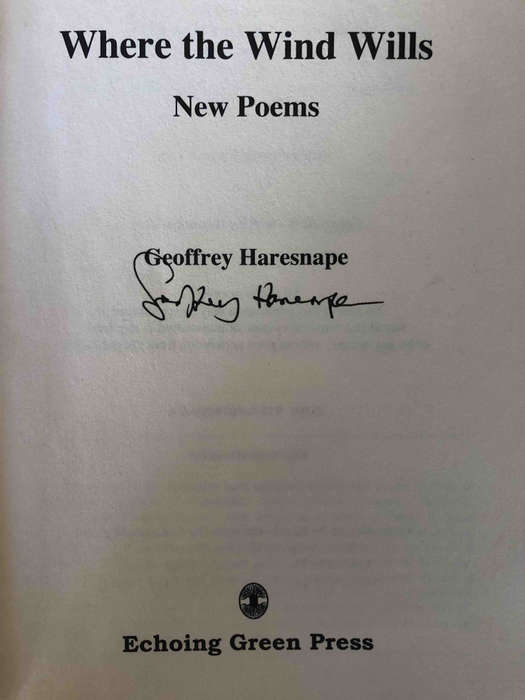 Where the Wind Wills
New Poems
Geoffrey Haresnape
Geoffrey Haresnape
Echoing Green Press